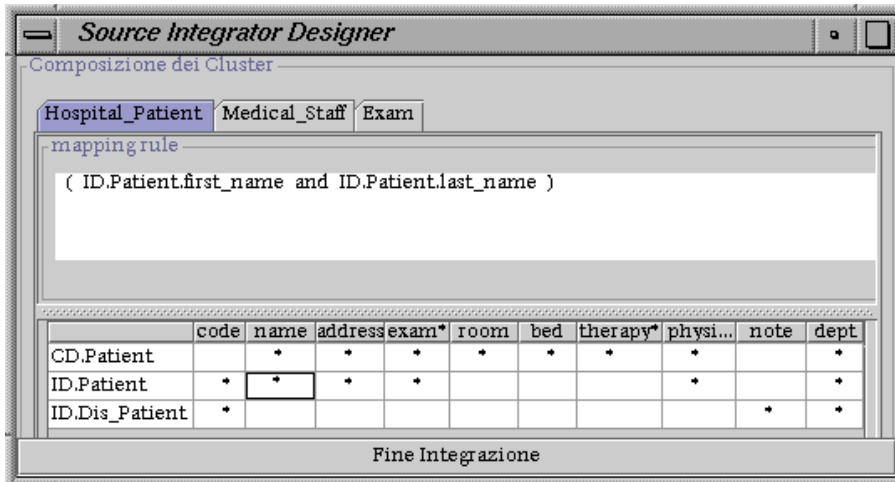 Source Integrator Designer
Composizione dei Cluster
Hospital_Patient Medical_Staff Exam
mapping rule
( ID.Patient.first_name and ID.Patient.last_name )
code name address exam* room bed therapy* physi... note dept
CD.Patient * * * * * * * *
ID.Patient * * * * * *
ID.Dis_Patient * * *
Fine Integrazione